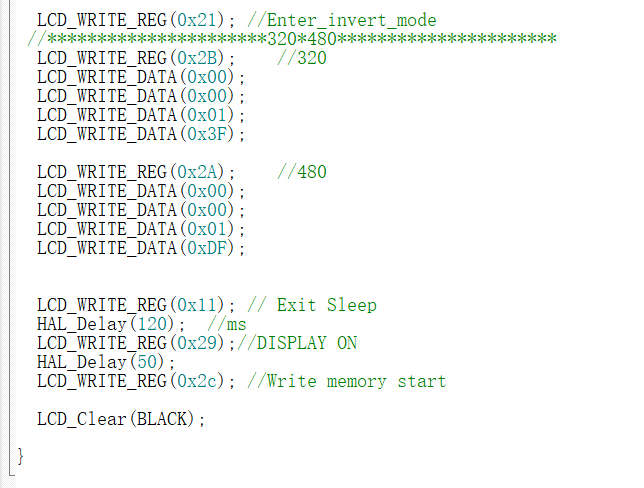 LCD_WRITE_REG(0x21); //Enter_invert_mode
//**********************320*480**********************
LCD_WRITE_REG(0x2B);    //320
LCD_WRITE_DATA(0x00);
LCD_WRITE_DATA(0x00);
LCD_WRITE_DATA(0x01);
LCD_WRITE_DATA(0x3F);
LCD_WRITE_REG(0x2A);    //480
LCD_WRITE_DATA(0x00);
LCD_WRITE_DATA(0x00);
LCD_WRITE_DATA(0x01);
LCD_WRITE_DATA(0xDF);
LCD_WRITE_REG(0x11); // Exit Sleep
HAL_Delay(120);  //ms
LCD_WRITE_REG(0x29);//DISPLAY ON
HAL_Delay(50);
LCD_WRITE_REG(0x2c); //Write memory start
LCD_Clear(BLACK);
}